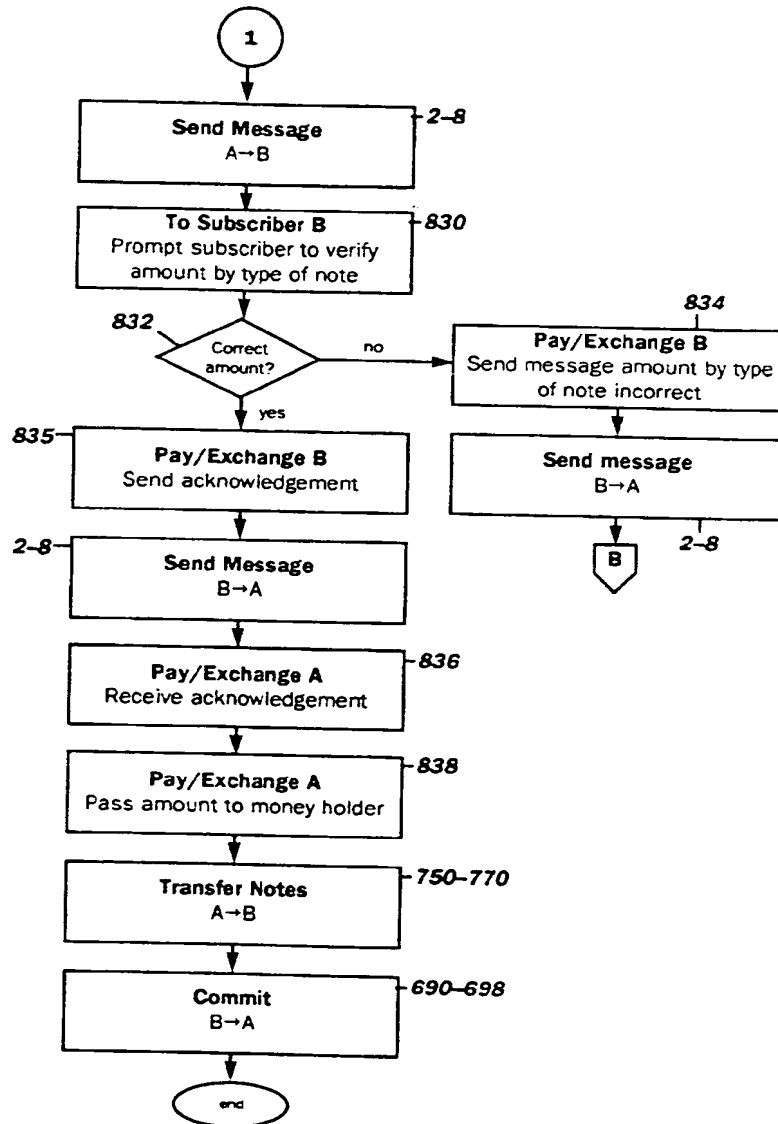 1
Send Message
A→B
2–8
To Subscriber B
Prompt subscriber to verify
amount by type of note
830
832
Correct
amount?
no
yes
834
Pay/Exchange B
Send message amount by type
of note incorrect
Send message
B→A
2–8
B
835
Pay/Exchange B
Send acknowledgement
2–8
Send Message
B→A
Pay/Exchange A
Receive acknowledgement
836
Pay/Exchange A
Pass amount to money holder
838
Transfer Notes
A→B
750–770
Commit
B→A
690–698
end